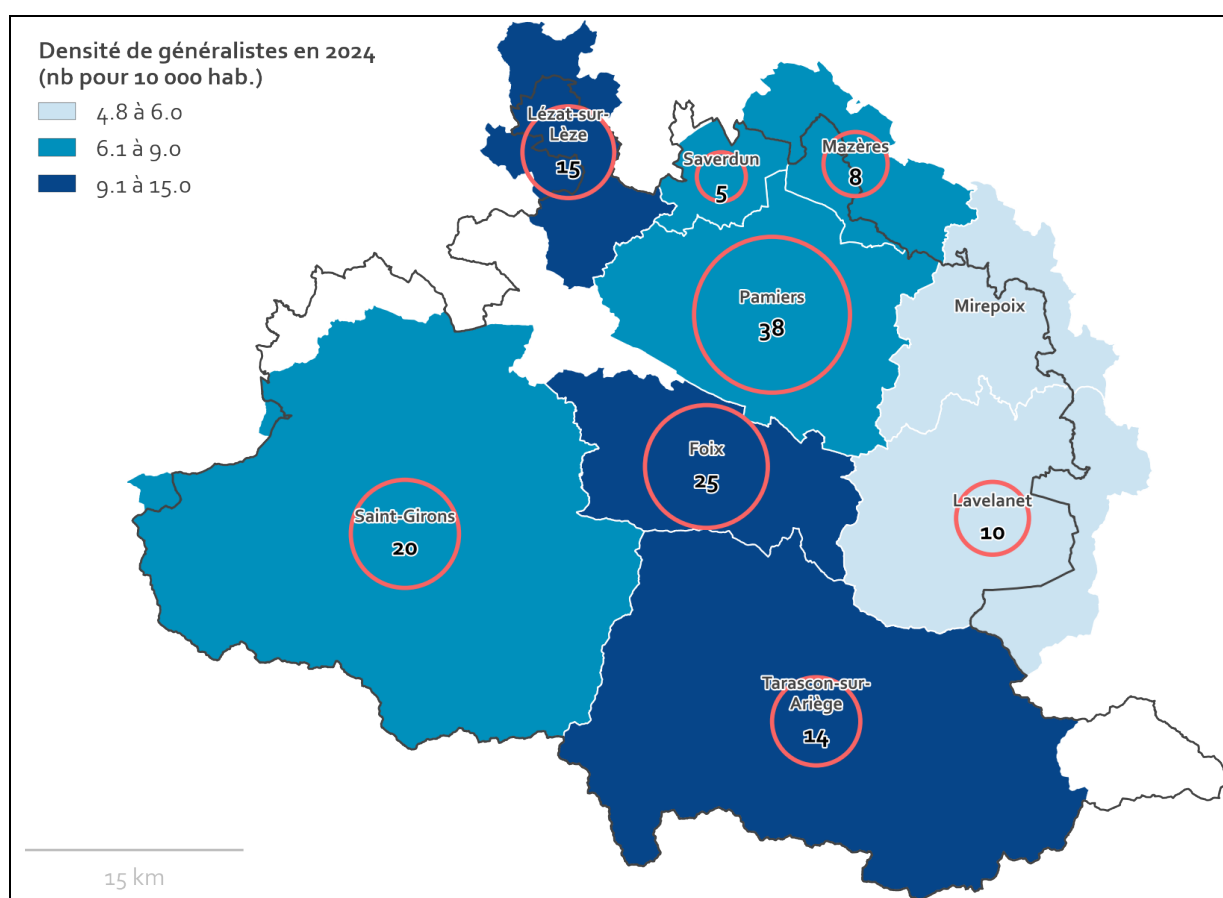 Densité de généralistes en 2024
(nb pour 10 000 hab.)
4.8 à 6.0
6.1 à 9.0
9.1 à 15.0
Lézat-sur-
Lèze
15
Saverdun
5
Mazères
8
Pamiers
38
Mirepoix
Foix
25
Saint-Girons
20
Lavelanet
10
Tarascon-sur-
Ariège
14
15 km